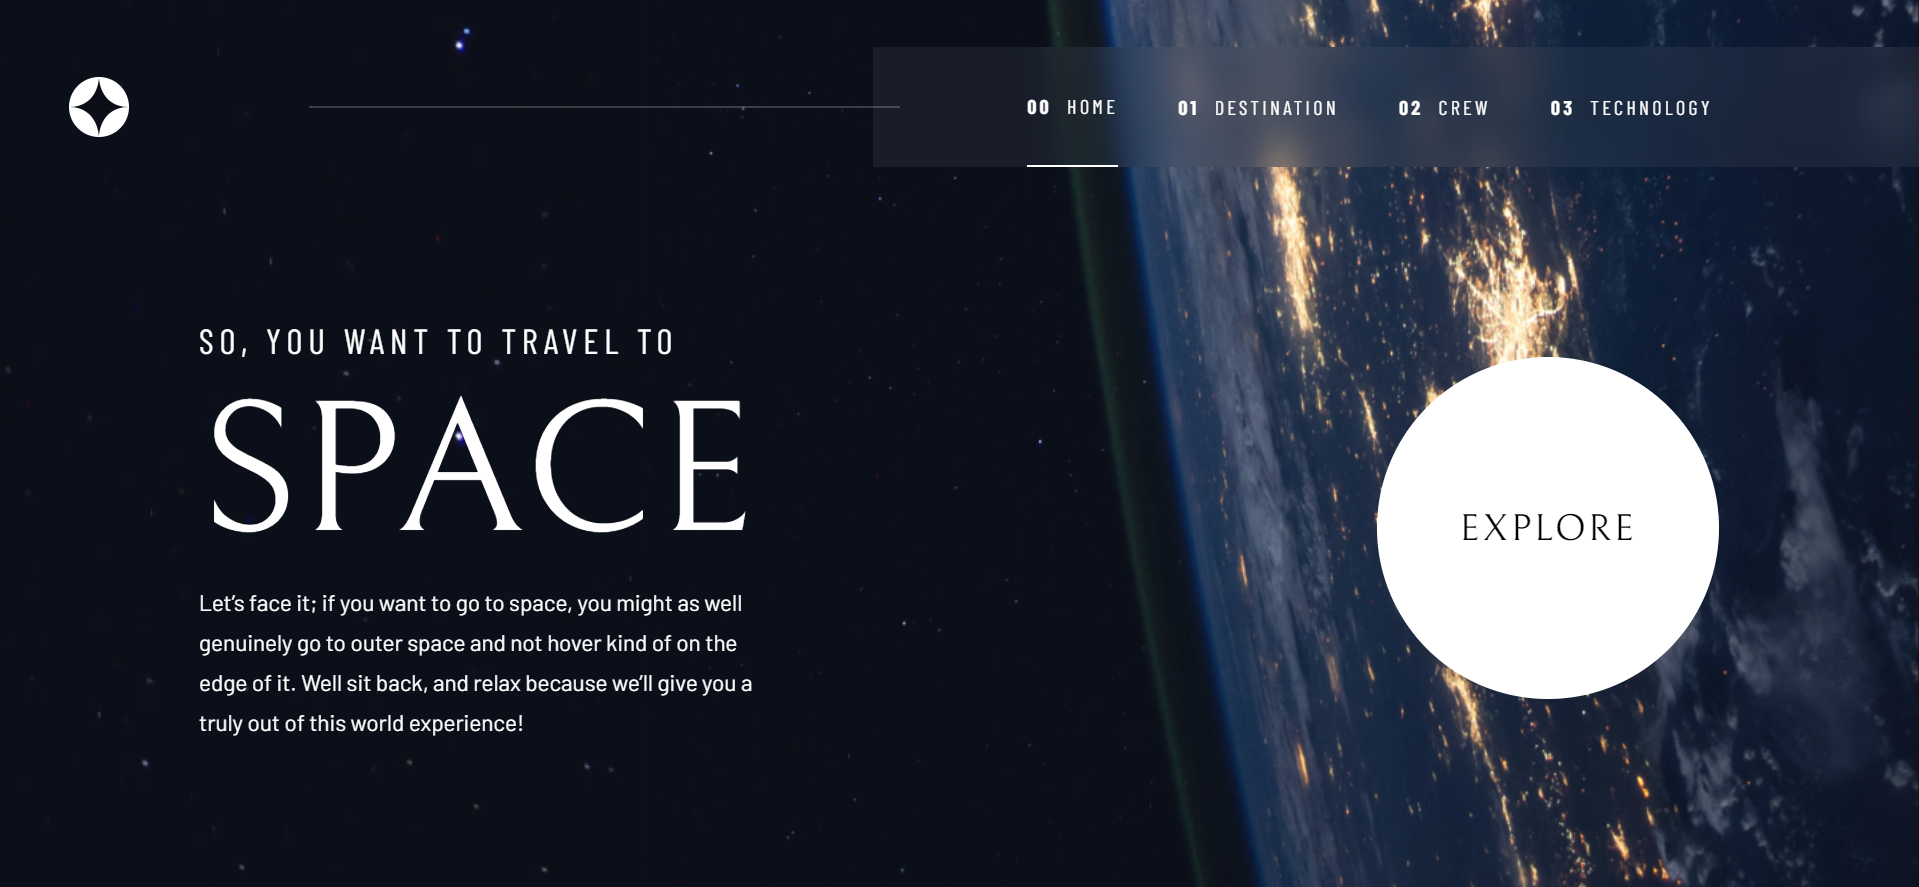 00 HOME 01 DESTINATION 02 CREW 03 TECHNOLOGY
SO, YOU WANT TO TRAVEL TO
SPACE
Let’s face it; if you want to go to space, you might as well
genuinely go to outer space and not hover kind of on the
edge of it. Well sit back, and relax because we’ll give you a
truly out of this world experience!
EXPLORE